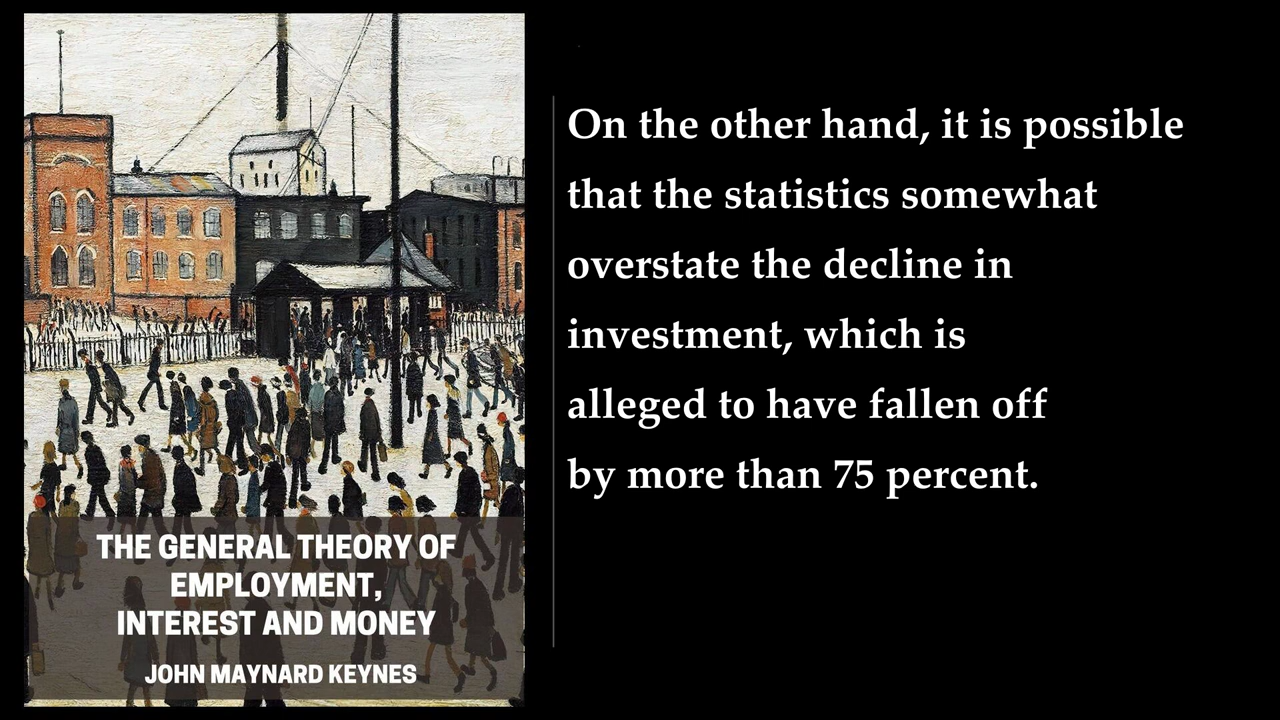 THE GENERAL THEORY OF
EMPLOYMENT,
INTEREST AND MONEY
JOHN MAYNARD KEYNES
On the other hand, it is possible
that the statistics somewhat
overstate the decline in
investment, which is
alleged to have fallen off
by more than 75 percent.